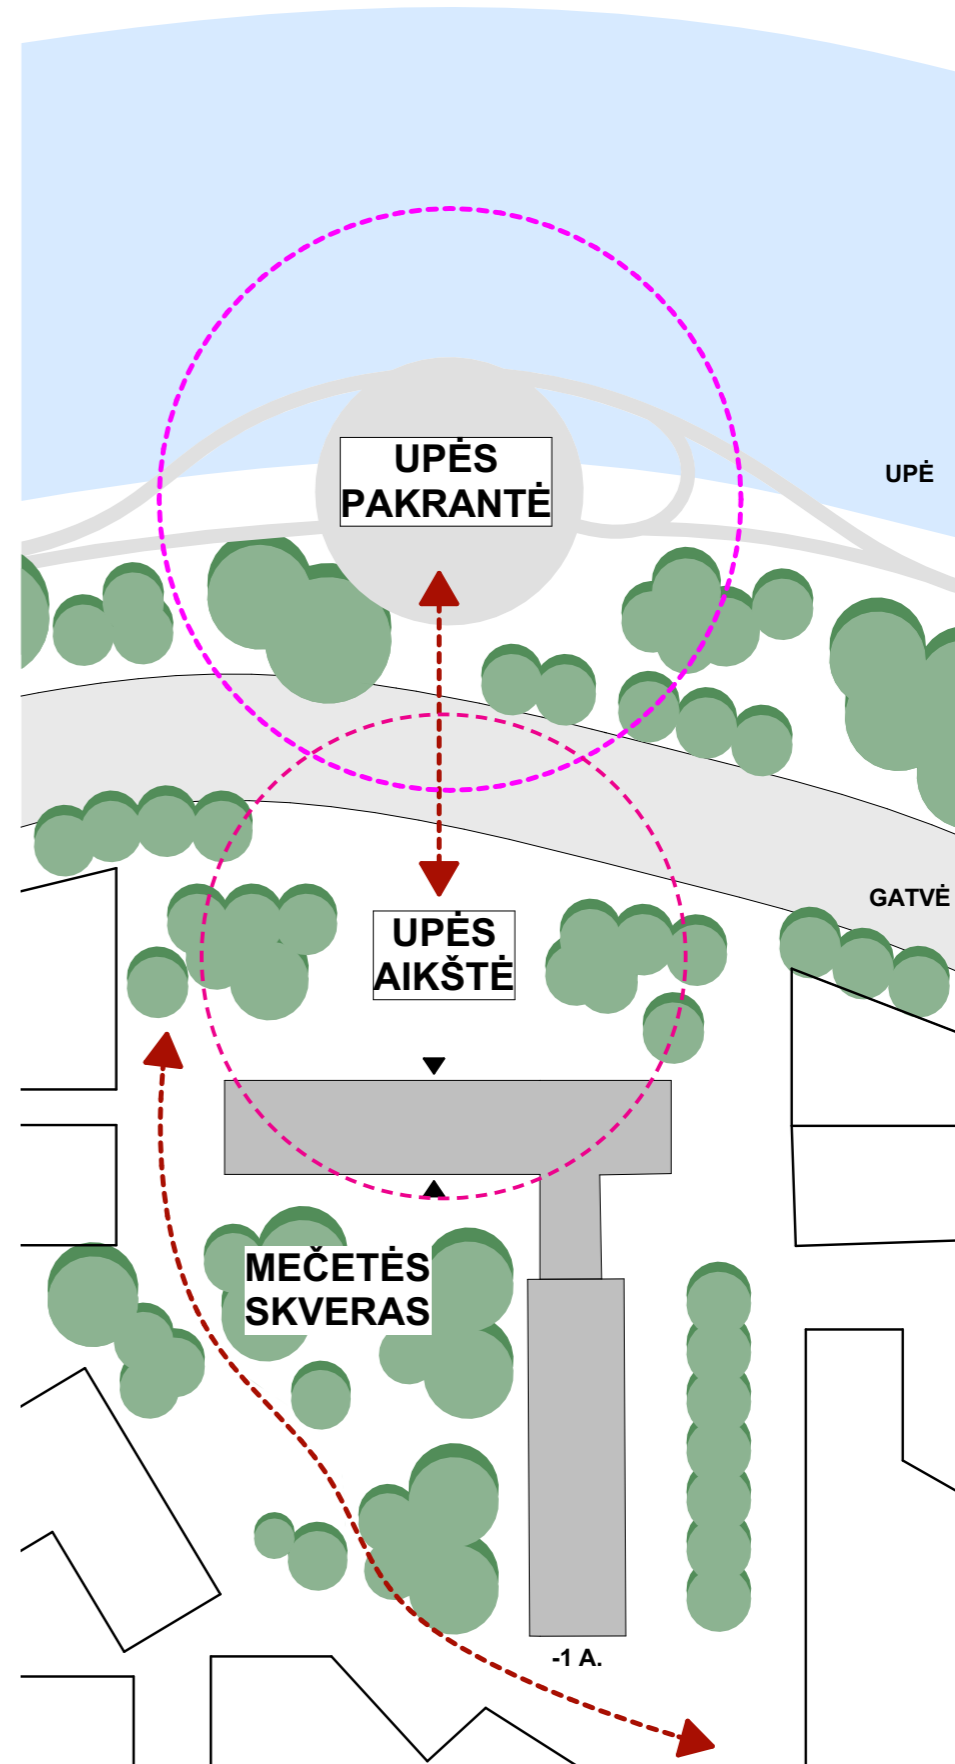 UPĖS
PAKRANTĖ
UPĖ
GATVĖ
UPĖS
AIKŠTĖ
MEČETĖS
SKVERAS
-1 A.